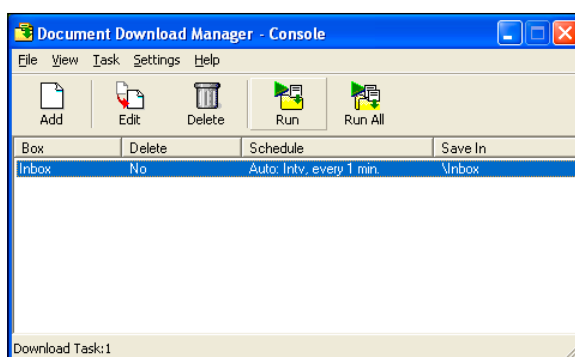 Document Download Manager - Console
File View Task Settings Help
Add Edit Delete Run Run All
Box Delete Schedule Save In
Inbox No Auto: Intv, every 1 min. \Inbox
Download Task:1